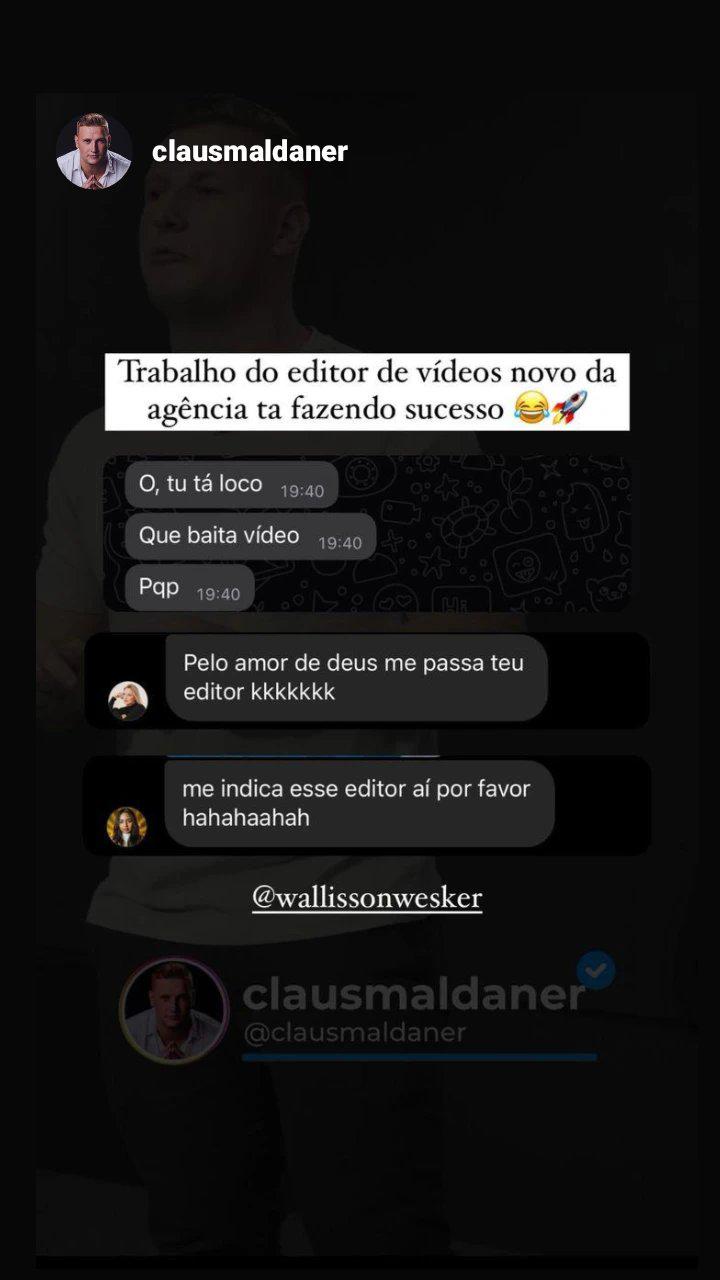 clausmaldaner
Trabalho do editor de vídeos novo da
agência ta fazendo sucesso 😂🚀
O, tu tá loco 19:40
Que baita vídeo 19:40
Pqp 19:40
Pelo amor de deus me passa teu
editor kkkkkkk
me indica esse editor aí por favor
hahahaahah
@wallissonwesker
clausmaldaner
@clausmaldaner